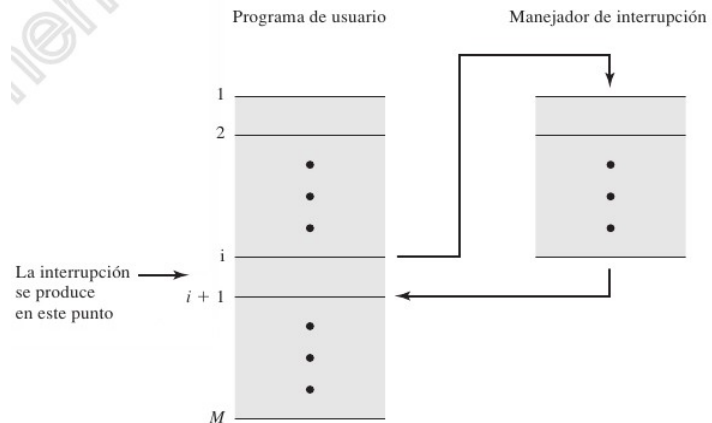 Programa de usuario
Manejador de interrupción
1
2
i
La interrupción
se produce
en este punto
i + 1
M